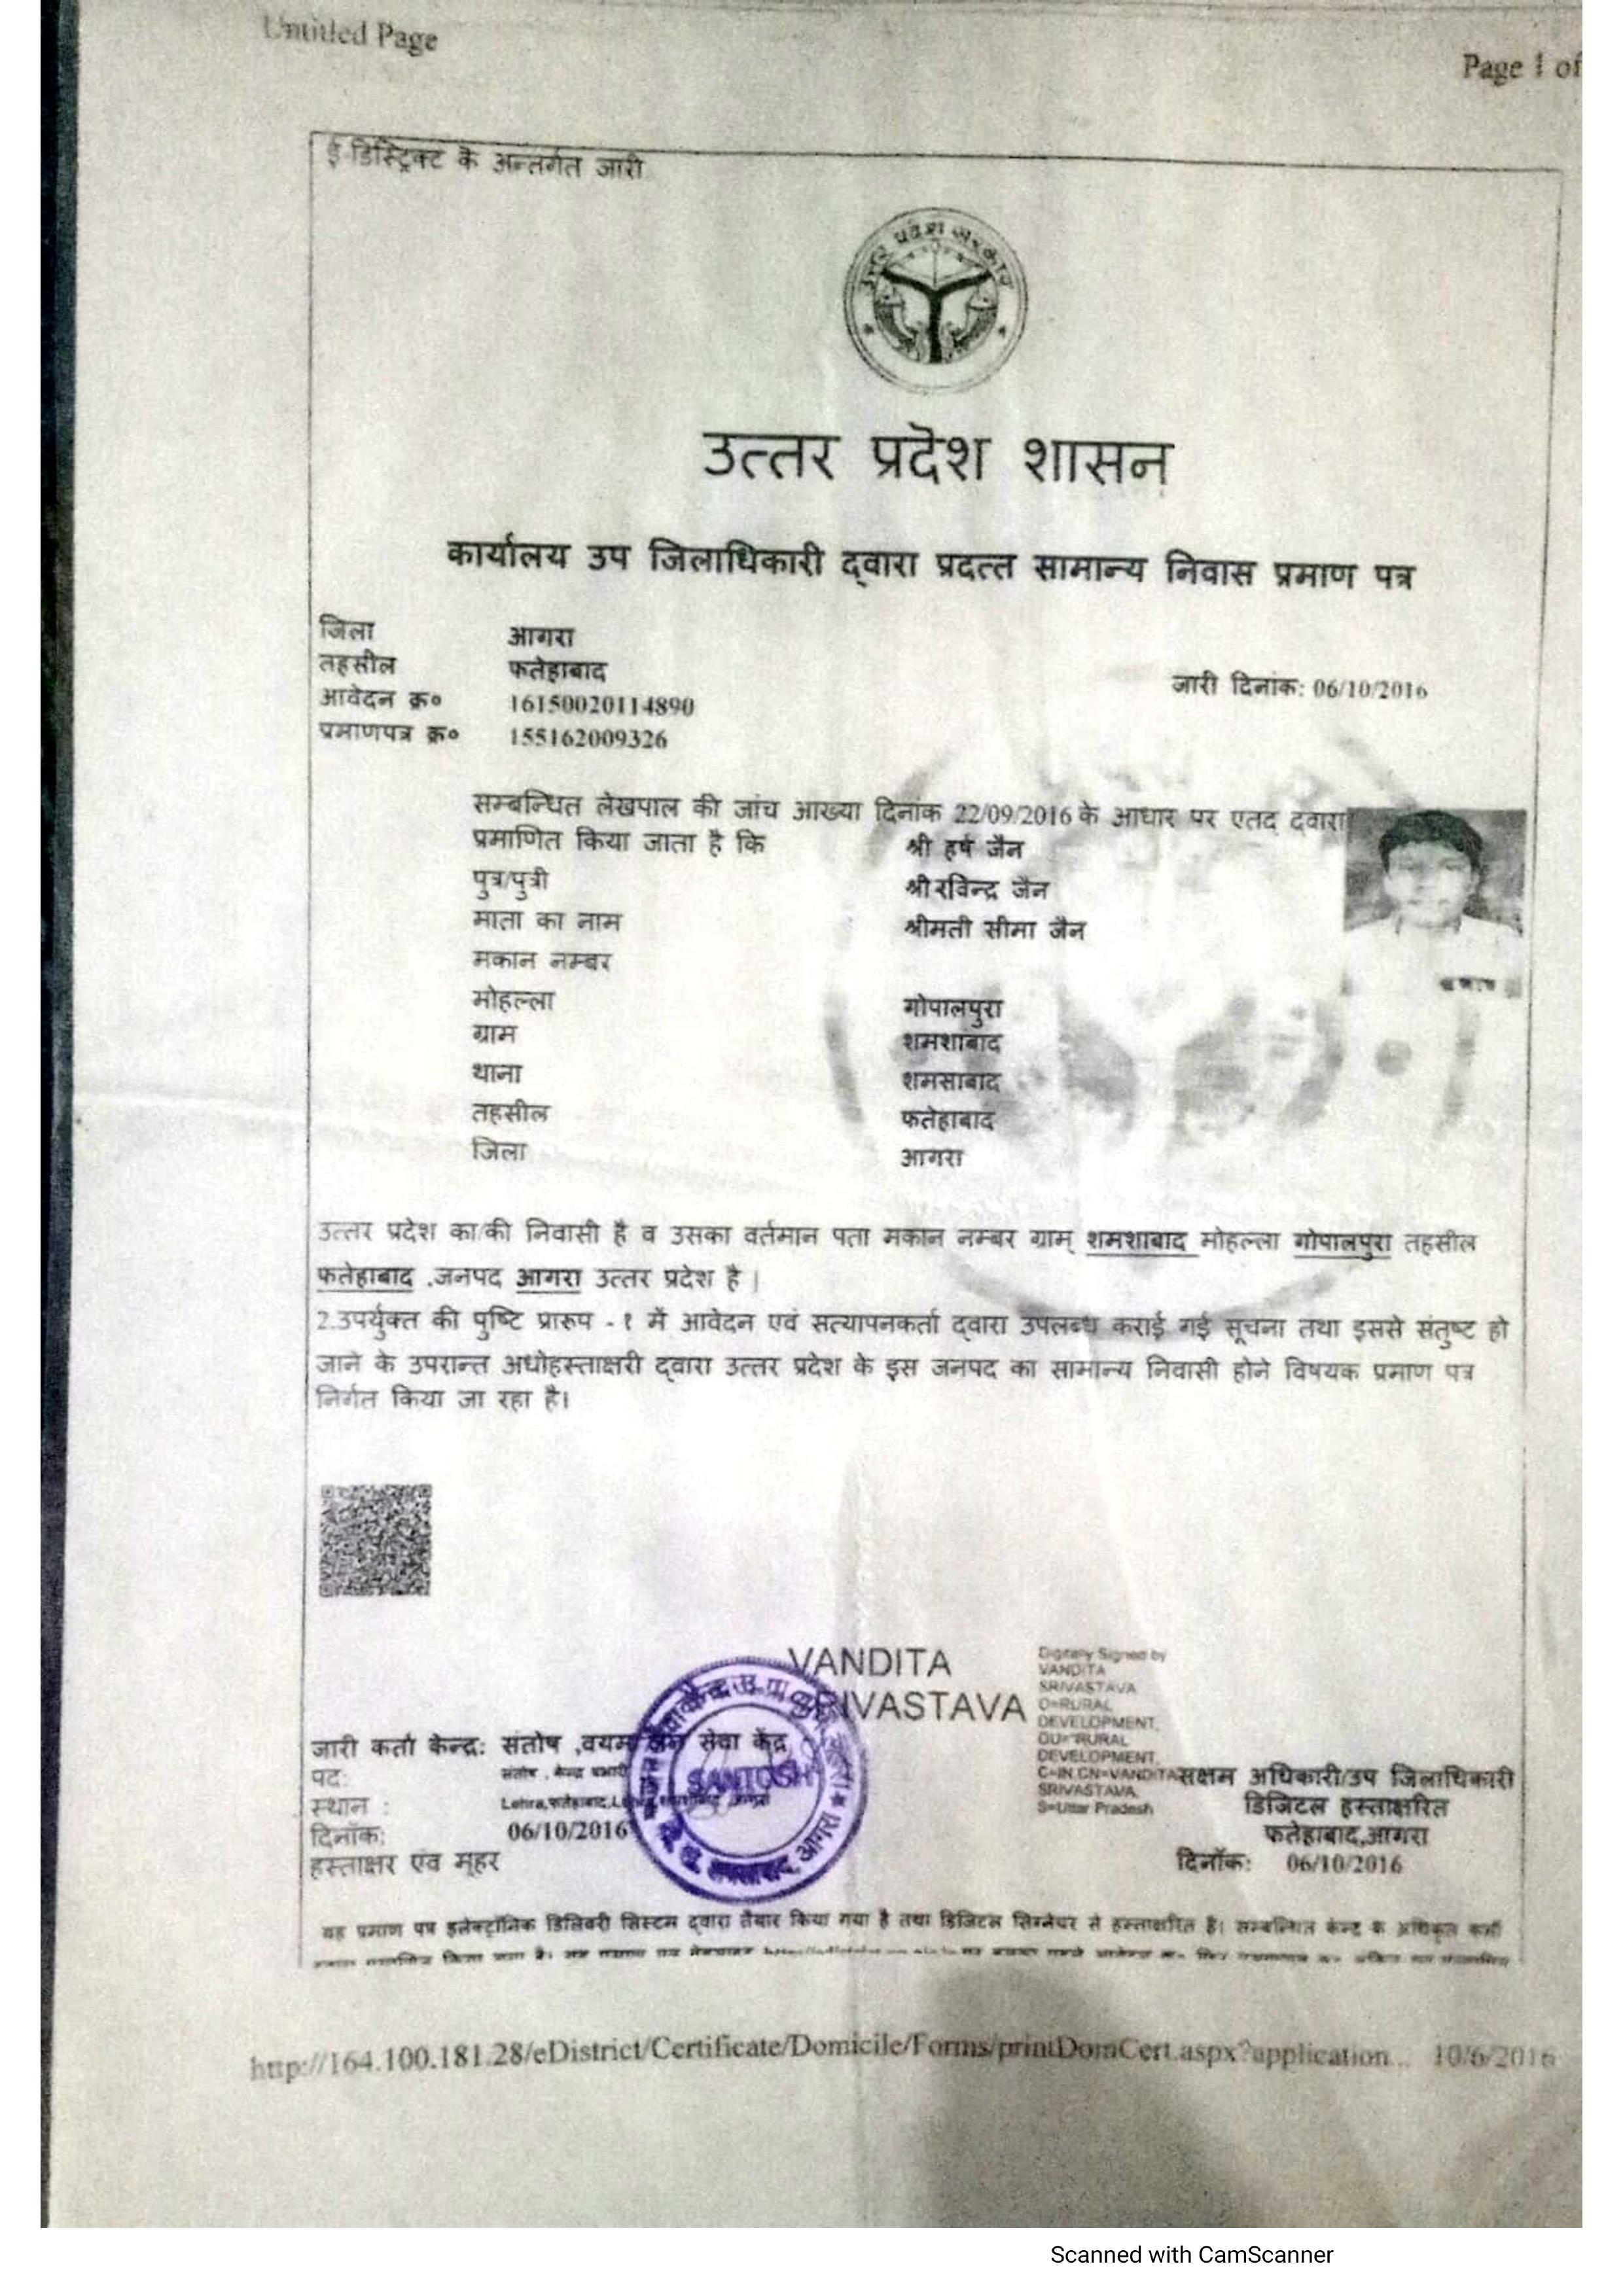 Untitled Page
Page 1 of
ई-डिस्ट्रिक्ट के अन्तर्गत जारी
उत्तर प्रदेश सरकार
उत्तर प्रदेश शासन
कार्यालय उप जिलाधिकारी द्वारा प्रदत्त सामान्य निवास प्रमाण पत्र
जिला आगरा
तहसील फतेहाबाद
जारी दिनांक: 06/10/2016
आवेदन क्र० 16150020114890
प्रमाणपत्र क्र० 155162009326
सम्बन्धित लेखपाल की जांच आख्या दिनांक 22/09/2016 के आधार पर एतद द्वारा
प्रमाणित किया जाता है कि श्री हर्ष जैन
पुत्र/पुत्री श्री रविन्द्र जैन
माता का नाम श्रीमती सीमा जैन
मकान नम्बर
मोहल्ला गोपालपुरा
ग्राम शमशाबाद
थाना शमसाबाद
तहसील फतेहाबाद
जिला आगरा
उत्तर प्रदेश का/की निवासी है व उसका वर्तमान पता मकान नम्बर ग्राम् शमशाबाद मोहल्ला गोपालपुरा तहसील
फतेहाबाद ,जनपद आगरा उत्तर प्रदेश है |
2.उपर्युक्त की पुष्टि प्रारूप -१ में आवेदन एवं सत्यापनकर्ता द्वारा उपलब्ध कराई गई सूचना तथा इससे संतुष्ट हो
जाने के उपरान्त अधोहस्ताक्षरी द्वारा उत्तर प्रदेश के इस जनपद का सामान्य निवासी होने विषयक प्रमाण पत्र
निर्गत किया जा रहा है।
VANDITA
SRIVASTAVA
Digitally Signed by
VANDITA
SRIVASTAVA
O=RURAL
DEVELOPMENT,
OU=RURAL
DEVELOPMENT,
C=IN,CN=VANDITA
SRIVASTAVA,
S=Uttar Pradesh
जारी कर्ता केन्द्र: संतोष ,वयम जन सेवा केंद्र
पद: संतोष , केन्द्र प्रभारी
स्थान : Lehra,फतेहाबाद,
दिनाँक: 06/10/2016
हस्ताक्षर एंव मूहर
SANTOSH
आगरा
सक्षम अधिकारी/उप जिलाधिकारी
डिजिटल हस्ताक्षरित
फतेहाबाद,आगरा
दिनाँक: 06/10/2016
यह प्रमाण पत्र इलेक्ट्रॉनिक डिलिवरी सिस्टम द्वारा तैयार किया गया है तथा डिजिटल सिग्नेचर से हस्ताक्षरित है। सम्बन्धित केन्द्र के अधिकृत कर्मी
http://164.100.181.28/eDistrict/Certificate/Domicile/Forms/printDomCert.aspx?application... 10/6/2016
Scanned with CamScanner